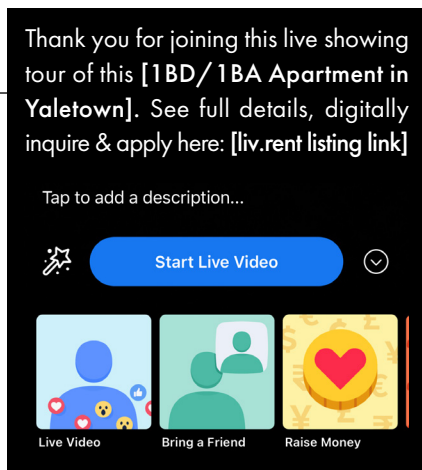 Thank you for joining this live showing
tour of this [1BD/1BA Apartment in
Yaletown]. See full details, digitally
inquire & apply here: [liv.rent listing link]
Tap to add a description...
Start Live Video
Live Video
Bring a Friend
Raise Money